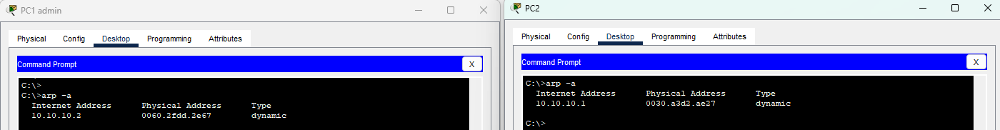 PC1 admin
Physical Config Desktop Programming Attributes
Command Prompt X
C:\>
C:\>arp -a
Internet Address Physical Address Type
10.10.10.2 0060.2fdd.2e67 dynamic
PC2
Physical Config Desktop Programming Attributes
Command Prompt X
C:\>arp -a
Internet Address Physical Address Type
10.10.10.1 0030.a3d2.ae27 dynamic
C:\>